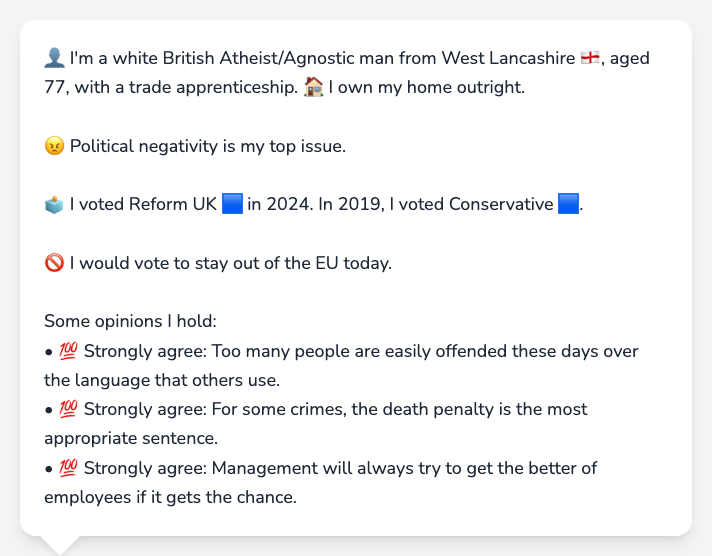 👤 I'm a white British Atheist/Agnostic man from West Lancashire 🏴󠁧󠁢󠁥󠁮󠁧󠁿, aged
77, with a trade apprenticeship. 🏠 I own my home outright.
😠 Political negativity is my top issue.
🗳️ I voted Reform UK 🟦 in 2024. In 2019, I voted Conservative 🟦.
🚫 I would vote to stay out of the EU today.
Some opinions I hold:
• 💯 Strongly agree: Too many people are easily offended these days over
the language that others use.
• 💯 Strongly agree: For some crimes, the death penalty is the most
appropriate sentence.
• 💯 Strongly agree: Management will always try to get the better of
employees if it gets the chance.